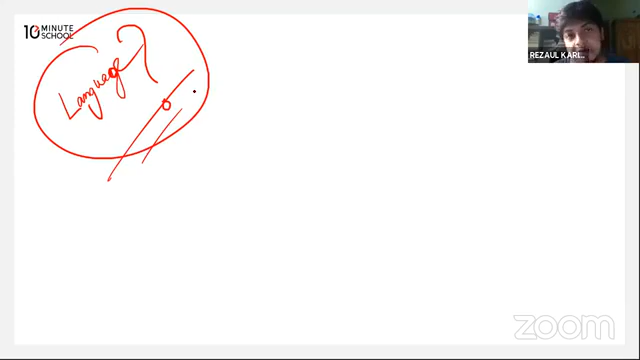 10 MINUTE
SCHOOL
Language?
REZAUL KARI...
zoom